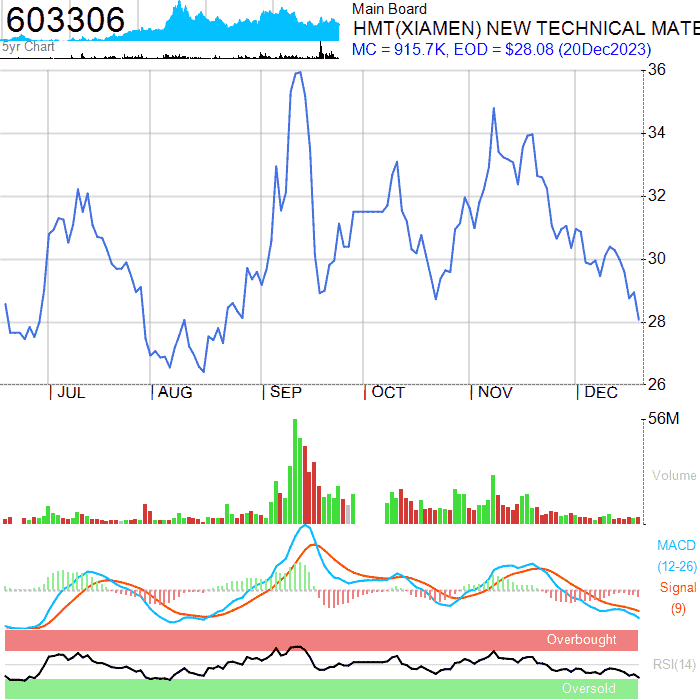 603306
5yr Chart
Main Board
HMT(XIAMEN) NEW TECHNICAL MATE
MC = 915.7K, EOD = $28.08 (20Dec2023)
36
34
32
30
28
26
JUL AUG SEP OCT NOV DEC
56M
Volume
MACD
(12-26)
Signal
(9)
Overbought
RSI(14)
Oversold